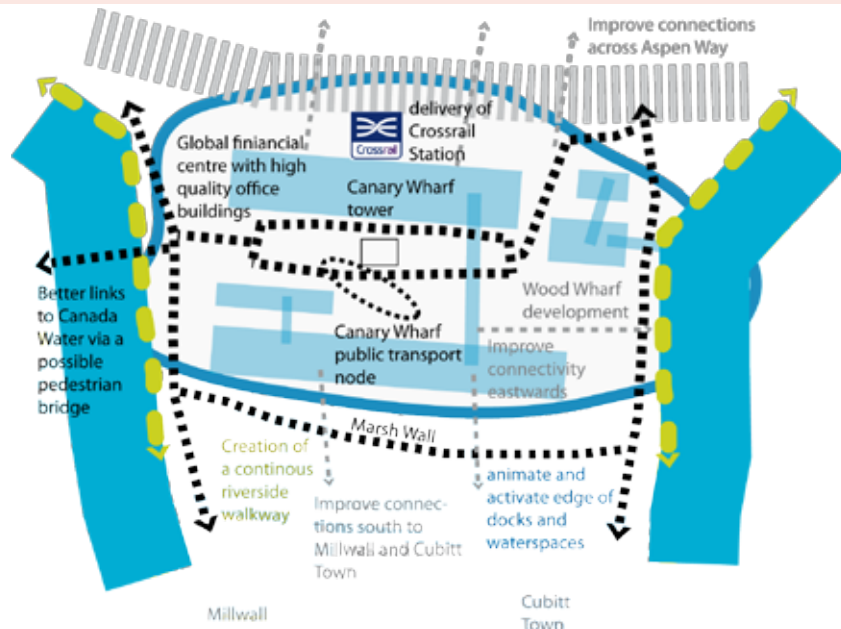 Improve connections
across Aspen Way
delivery of
Crossrail
Station
Crossrail
Global finiancial
centre with high
quality office
buildings
Canary Wharf
tower
Better links
to Canada
Water via a
possible
pedestrian
bridge
Wood Wharf
development
Canary Wharf
public transport
node
Improve
connectivity
eastwards
Marsh Wall
Creation of
a continous
riverside
walkway
Improve connec-
tions south to
Millwall and Cubitt
Town
animate and
activate edge of
docks and
waterspaces
Millwall
Cubitt
Town